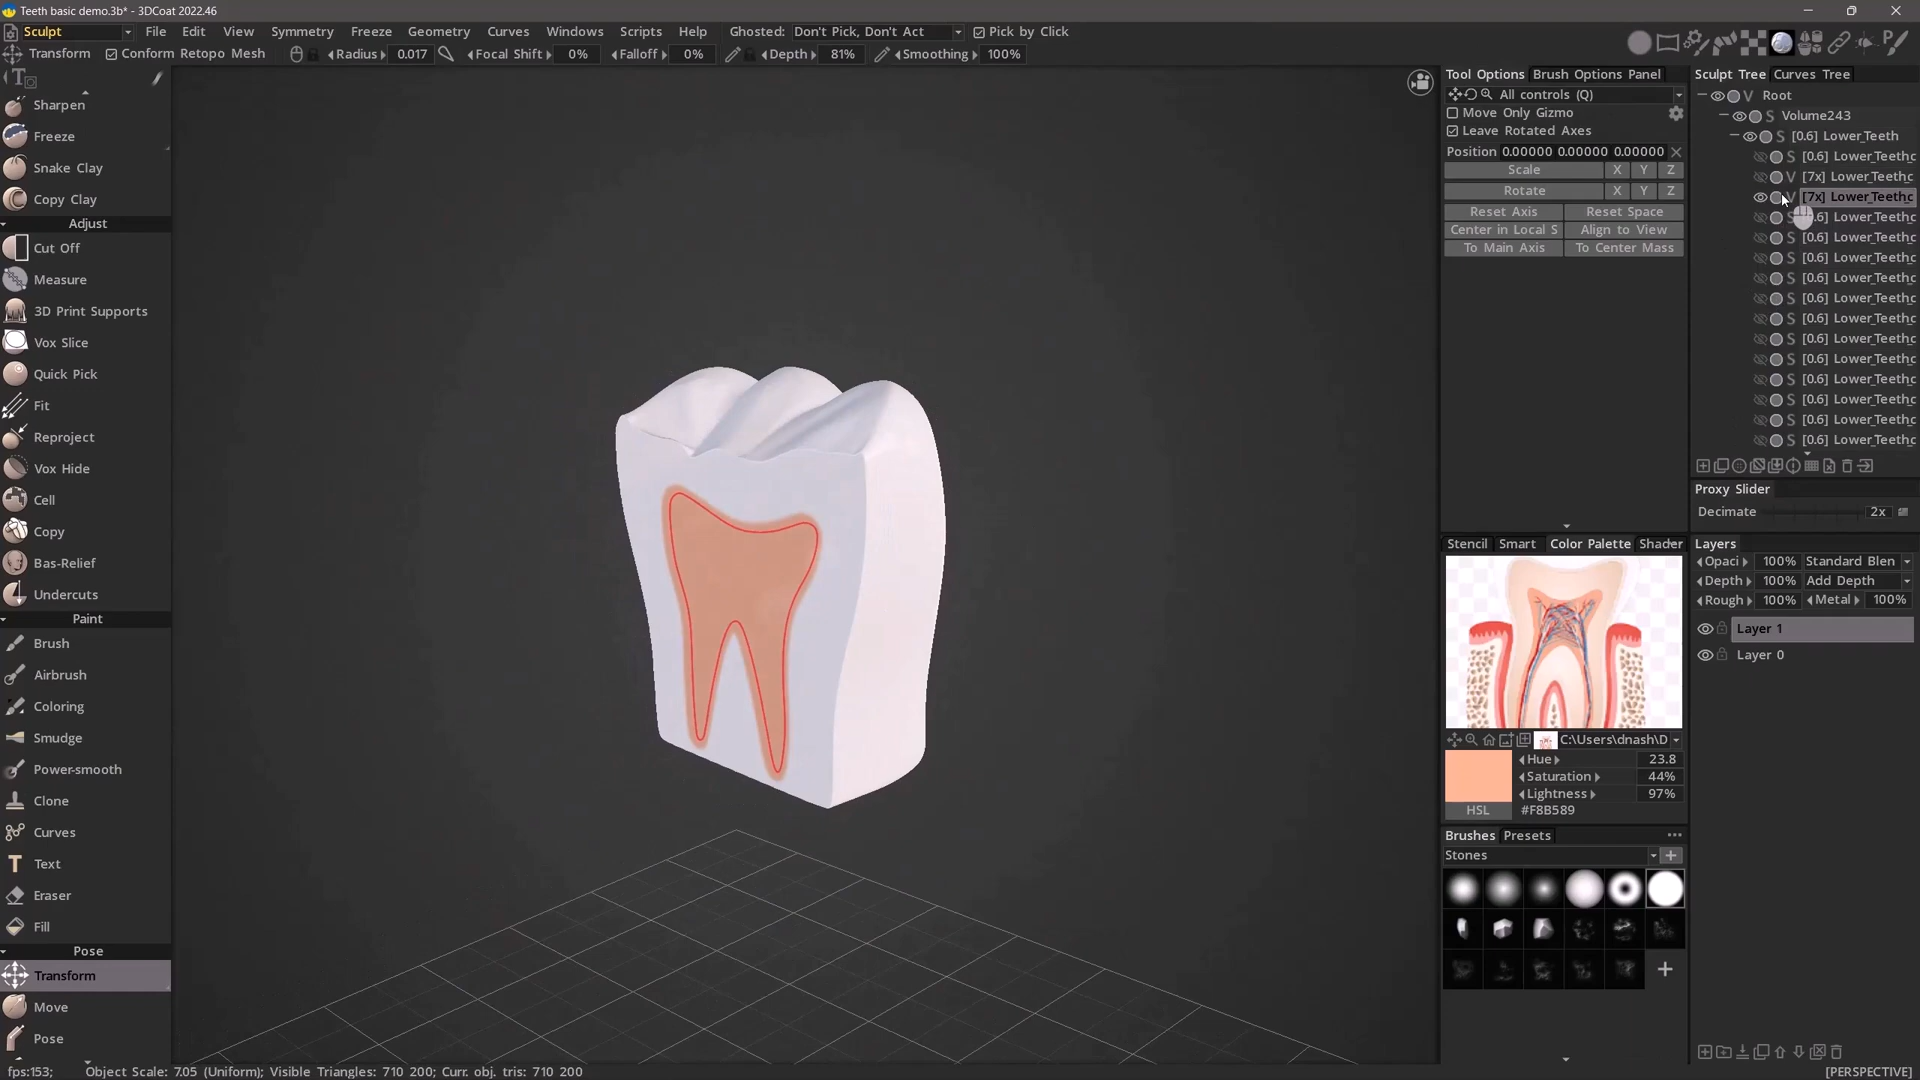 Teeth basic demo.3b* - 3DCoat 2022.46
Sculpt File Edit View Symmetry Freeze Geometry Curves Windows Scripts Help Ghosted: Don't Pick, Don't Act Pick by Click
Transform Conform Retopo Mesh Radius 0.017 Focal Shift 0% Falloff 0% Depth 81% Smoothing 100%
Sharpen
Freeze
Snake Clay
Copy Clay
Adjust
Cut Off
Measure
3D Print Supports
Vox Slice
Quick Pick
Fit
Reproject
Vox Hide
Cell
Copy
Bas-Relief
Undercuts
Paint
Brush
Airbrush
Coloring
Smudge
Power-smooth
Clone
Curves
Text
Eraser
Fill
Pose
Transform
Move
Pose
Tool Options Brush Options Panel
All controls (Q)
Move Only Gizmo
Leave Rotated Axes
Position 0.00000 0.00000 0.00000
Scale X Y Z
Rotate X Y Z
Reset Axis Reset Space
Center in Local S Align to View
To Main Axis To Center Mass
Sculpt Tree Curves Tree
V Root
S Volume243
S [0.6] Lower_Teeth
S [0.6] Lower_Teethc
V [7x] Lower_Teethc
V [7x] Lower_Teethc
.6] Lower_Teethc
S [0.6] Lower_Teethc
S [0.6] Lower_Teethc
S [0.6] Lower_Teethc
S [0.6] Lower_Teethc
S [0.6] Lower_Teethc
S [0.6] Lower_Teethc
S [0.6] Lower_Teethc
S [0.6] Lower_Teethc
S [0.6] Lower_Teethc
S [0.6] Lower_Teethc
S [0.6] Lower_Teethc
Proxy Slider
Decimate 2x
Stencil Smart Color Palette Shader
C:\Users\dnash\D
Hue 23.8
Saturation 44%
Lightness 97%
HSL #F8B589
Layers
Opaci 100% Standard Blen
Depth 100% Add Depth
Rough 100% Metal 100%
Layer 1
Layer 0
Brushes Presets
Stones
fps:153; Object Scale: 7.05 (Uniform); Visible Triangles: 710 200; Curr. obj. tris: 710 200
[PERSPECTIVE]